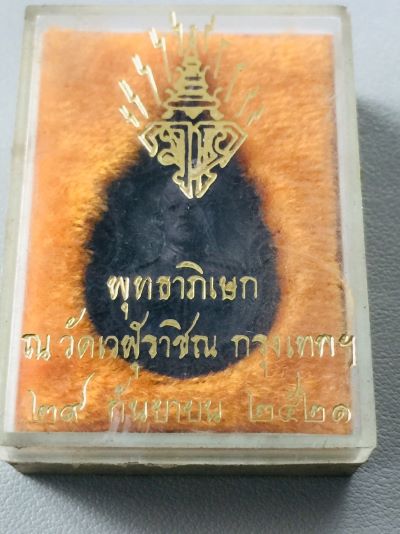 พุทธาภิเษก
ณ วัดเวฬุราชิณ กรุงเทพฯ
๒๙ กันยายน ๒๕๒๑